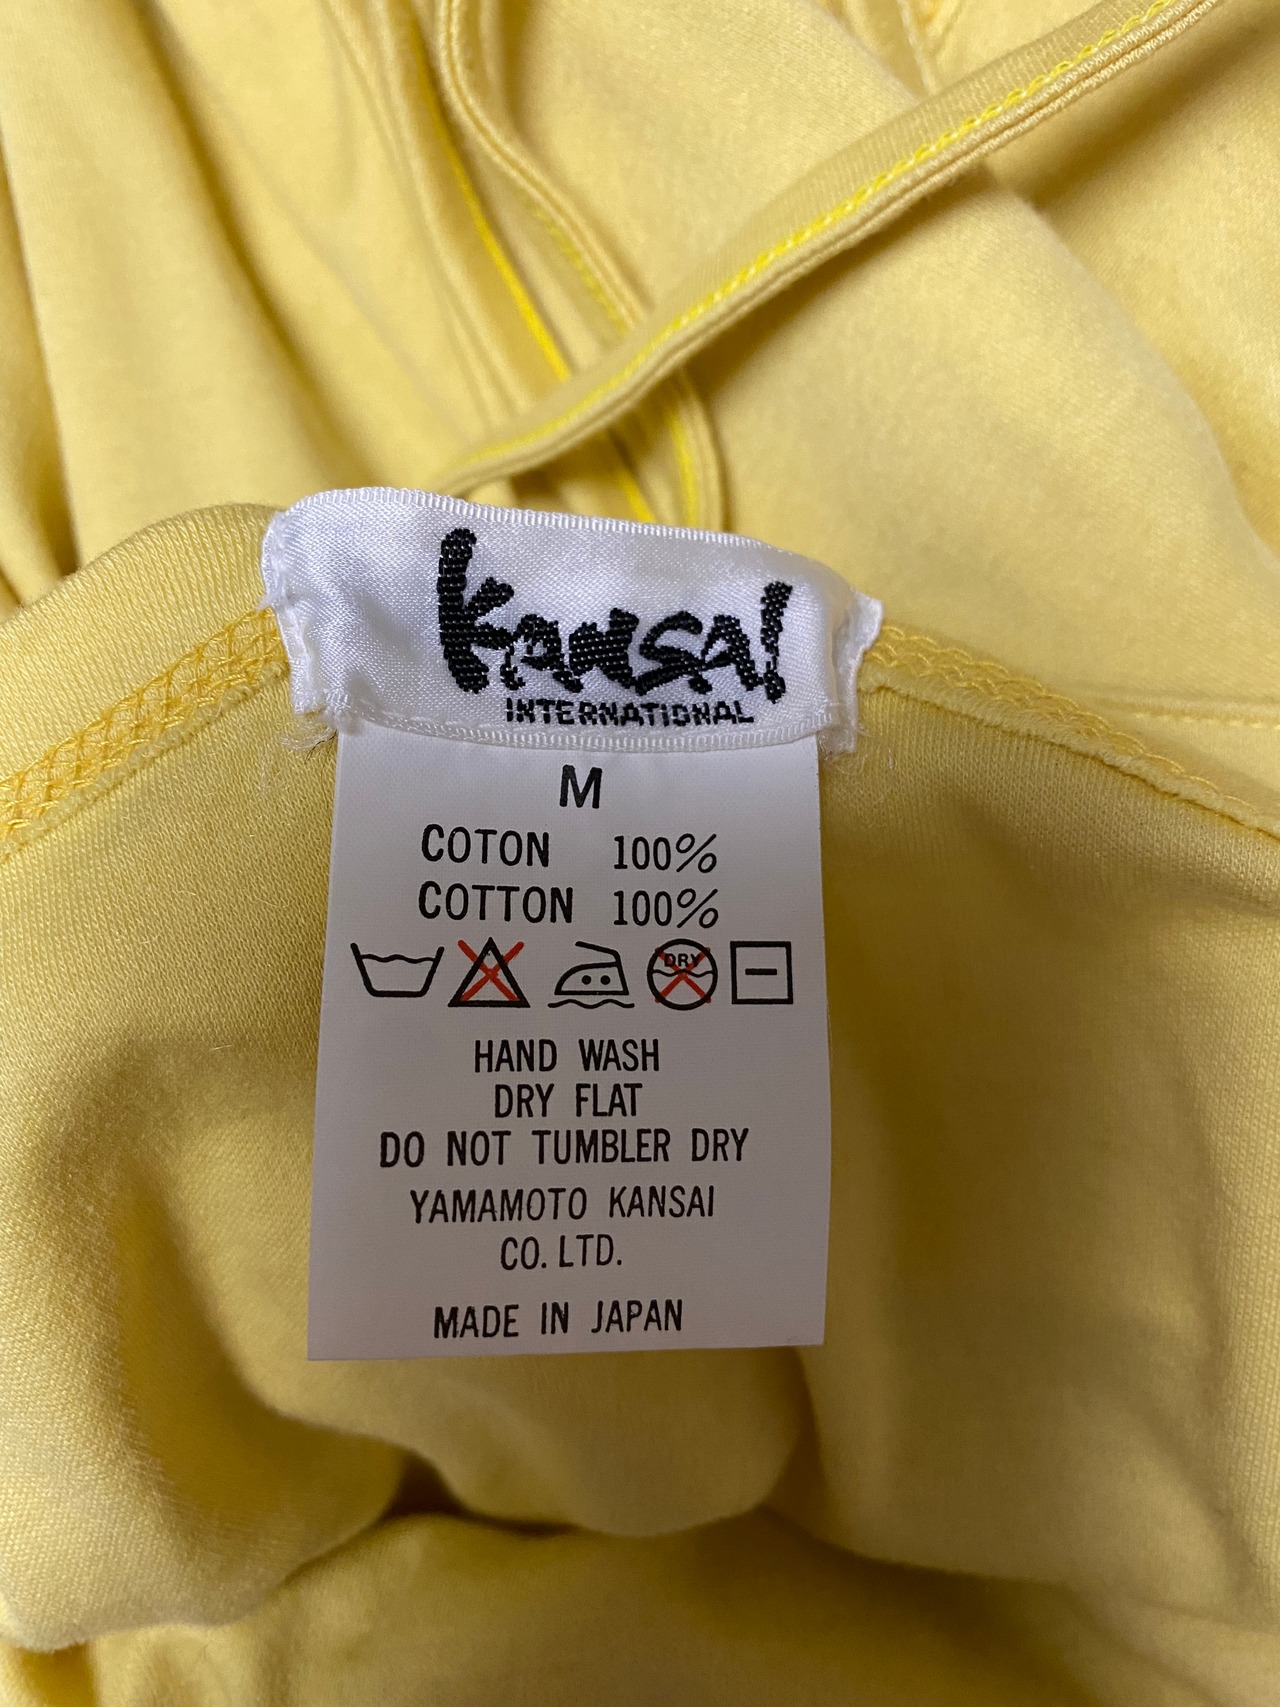 Kansai
INTERNATIONAL
M
COTON 100%
COTTON 100%
DRY
HAND WASH
DRY FLAT
DO NOT TUMBLER DRY
YAMAMOTO KANSAI
CO. LTD.
MADE IN JAPAN